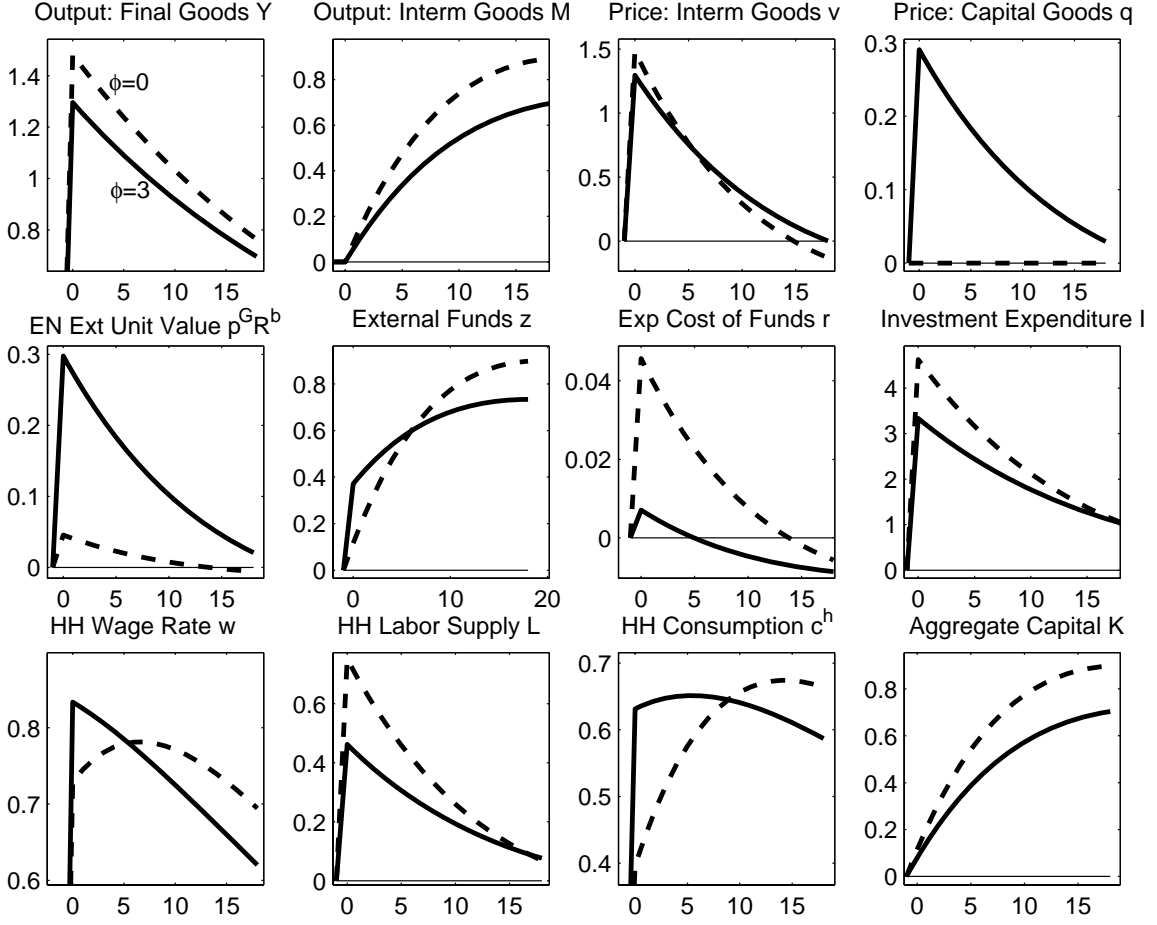 Output: Final Goods Y
Output: Interm Goods M
Price: Interm Goods v
Price: Capital Goods q
1.4
1.2
1
0.8
ϕ=0
ϕ=3
0 5 10 15
0.8
0.6
0.4
0.2
0
0 5 10 15
1.5
1
0.5
0
0 5 10 15
0.3
0.2
0.1
0
0 5 10 15
EN Ext Unit Value p^G R^b
External Funds z
Exp Cost of Funds r
Investment Expenditure I
0.3
0.2
0.1
0
0 5 10 15
0.8
0.6
0.4
0.2
0
0 10 20
0.04
0.02
0
0 5 10 15
4
3
2
1
0
0 5 10 15
HH Wage Rate w
HH Labor Supply L
HH Consumption c^h
Aggregate Capital K
0.8
0.7
0.6
0 5 10 15
0.6
0.4
0.2
0
0 5 10 15
0.7
0.6
0.5
0.4
0 5 10 15
0.8
0.6
0.4
0.2
0
0 5 10 15